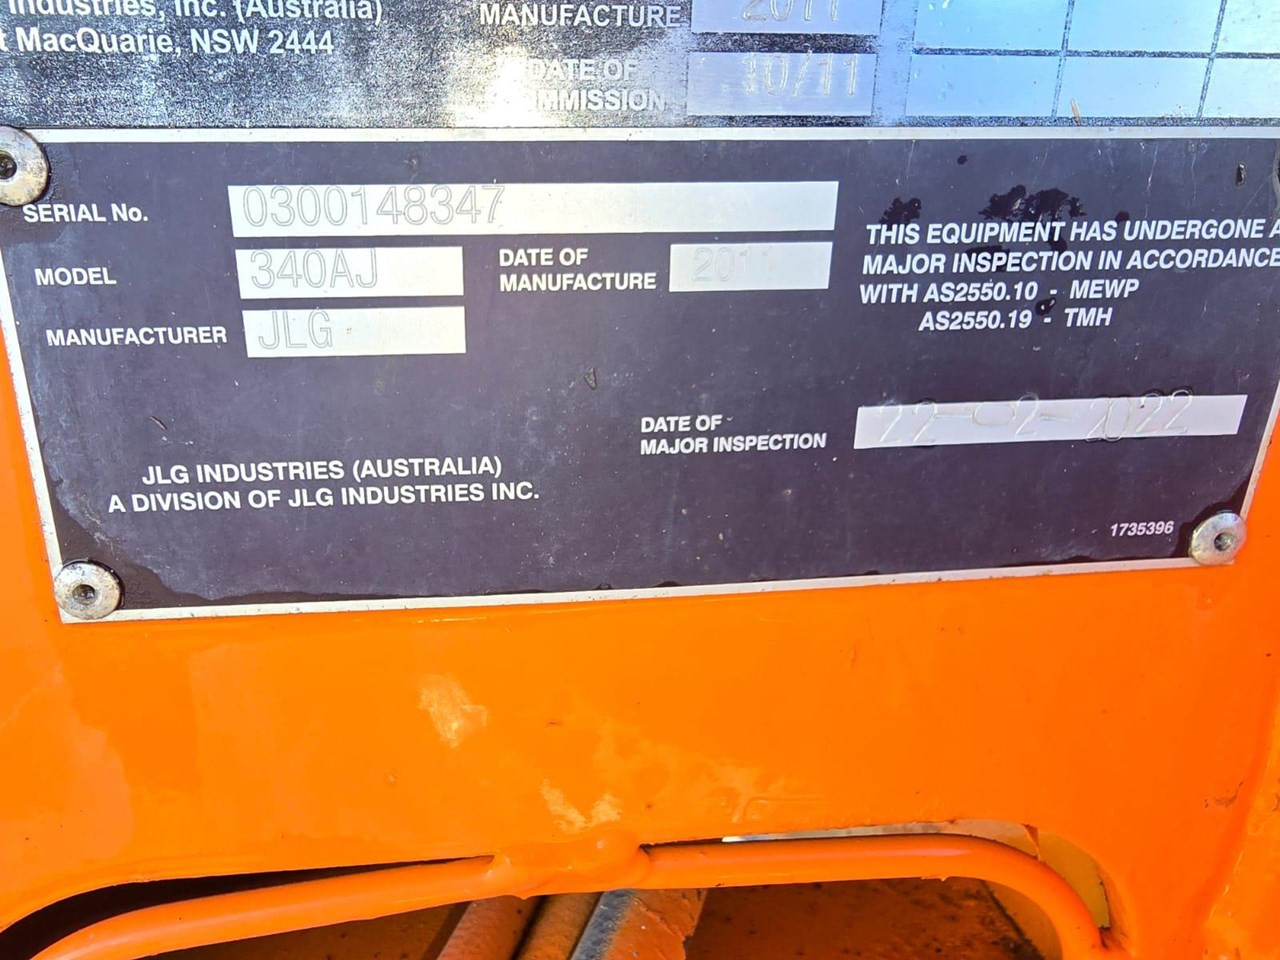 Industries, Inc. (Australia)
MacQuarie, NSW 2444
MANUFACTURE 2011
DATE OF 10/11
SERIAL No. 0300148347
MODEL 340AJ
DATE OF
MANUFACTURE 2011
MANUFACTURER JLG
THIS EQUIPMENT HAS UNDERGONE A
MAJOR INSPECTION IN ACCORDANCE
WITH AS2550.10 - MEWP
AS2550.19 - TMH
DATE OF
MAJOR INSPECTION 22-02-2022
JLG INDUSTRIES (AUSTRALIA)
A DIVISION OF JLG INDUSTRIES INC.
1735396